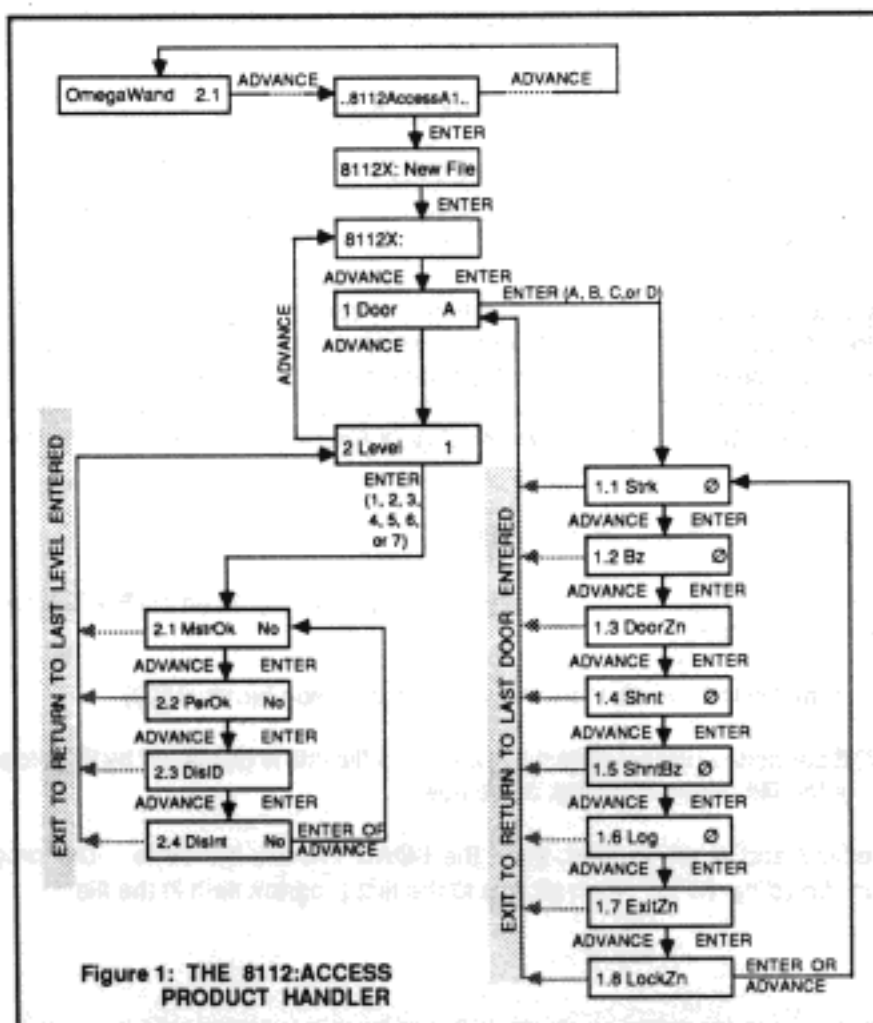 OmegaWand 2.1
ADVANCE
..8112AccessA1..
ADVANCE
ENTER
8112X: New File
ENTER
8112X:
ADVANCE ENTER
1 Door A
ENTER (A, B, C,or D)
ADVANCE
ADVANCE
2 Level 1
ENTER
(1, 2, 3,
4, 5, 6,
or 7)
EXIT TO RETURN TO LAST LEVEL ENTERED
2.1 MstrOk No
ADVANCE ENTER
2.2 PerOk No
ADVANCE ENTER
2.3 DisID
ADVANCE ENTER
2.4 DisInt No
ENTER OR
ADVANCE
EXIT TO RETURN TO LAST DOOR ENTERED
1.1 Strk Ø
ADVANCE ENTER
1.2 Bz Ø
ADVANCE ENTER
1.3 DoorZn
ADVANCE ENTER
1.4 Shnt Ø
ADVANCE ENTER
1.5 ShntBz Ø
ADVANCE ENTER
1.6 Log Ø
ADVANCE ENTER
1.7 ExitZn
ADVANCE ENTER
1.8 LockZn
ENTER OR
ADVANCE
Figure 1: THE 8112:ACCESS
PRODUCT HANDLER